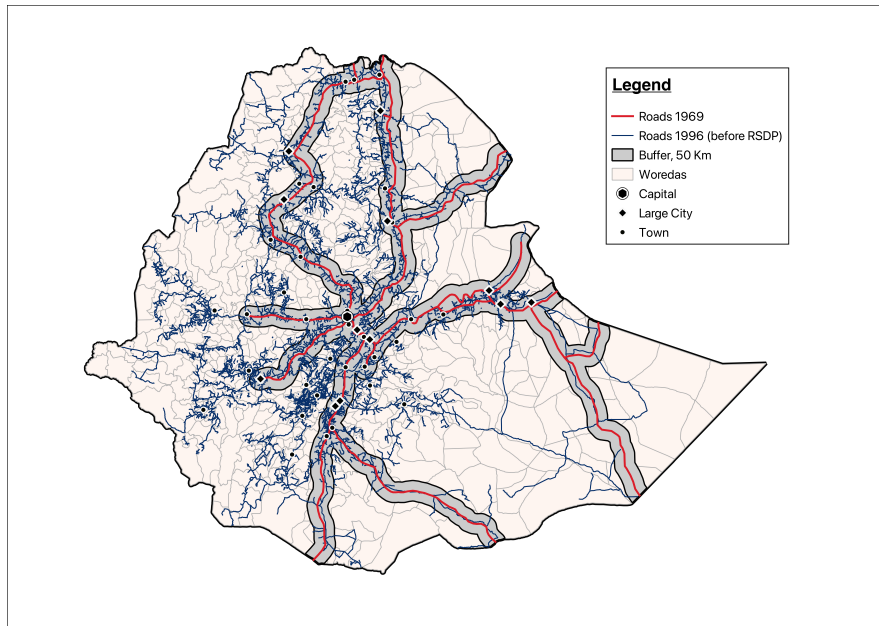 Legend
Roads 1969
Roads 1996 (before RSDP)
Buffer, 50 Km
Woredas
Capital
Large City
Town